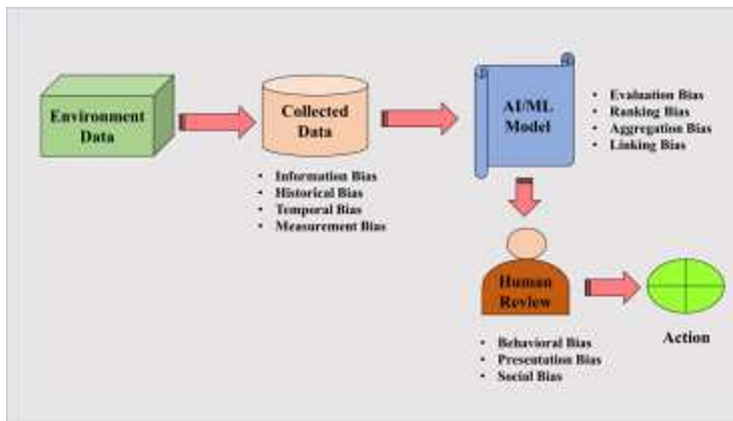 Environment
Data
Collected
Data
• Information Bias
• Historical Bias
• Temporal Bias
• Measurement Bias
AI/ML
Model
• Evaluation Bias
• Ranking Bias
• Aggregation Bias
• Linking Bias
Human
Review
• Behavioral Bias
• Presentation Bias
• Social Bias
Action